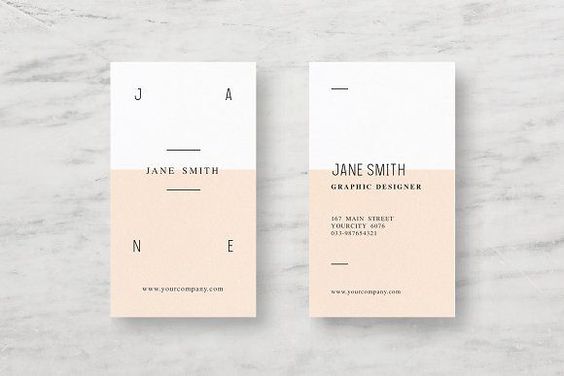 J A
JANE SMITH
N E
www.yourcompany.com
JANE SMITH
GRAPHIC DESIGNER
167 MAIN STREET
YOURCITY 6076
033-987654321
www.yourcompany.com